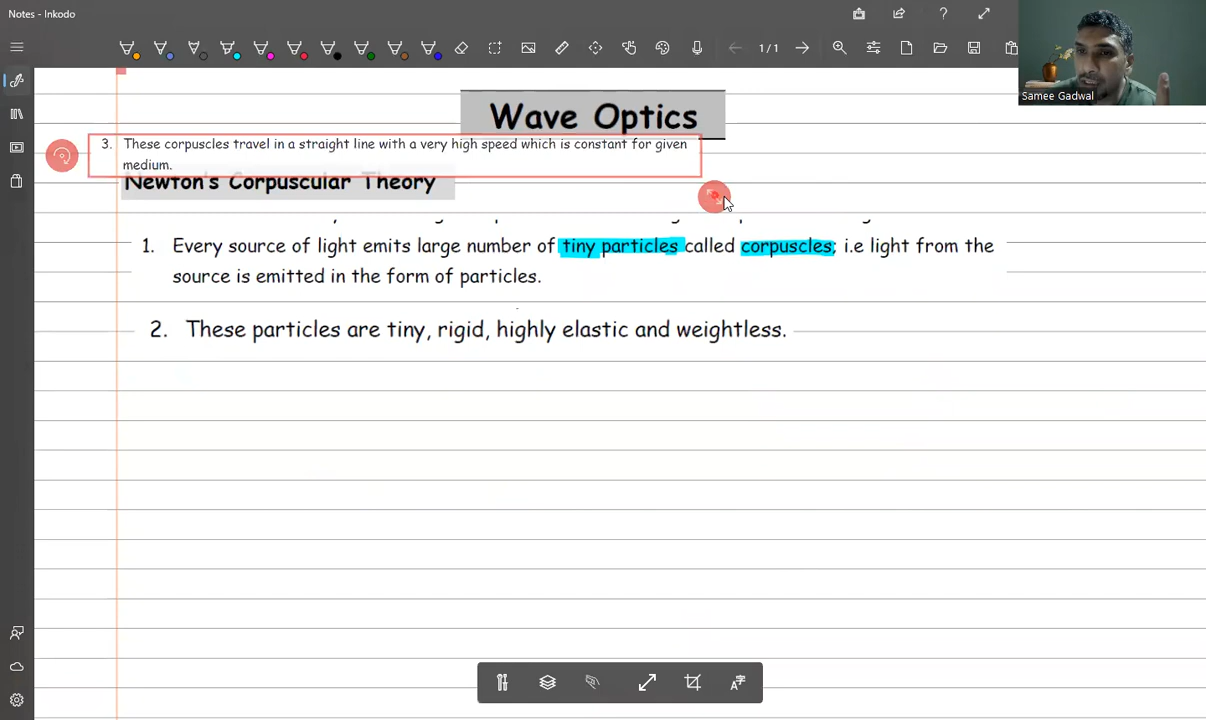 Notes - Inkodo
1/1
Samee Gadwal
Wave Optics
3. These corpuscles travel in a straight line with a very high speed which is constant for given
medium.
Newton's Corpuscular Theory
1. Every source of light emits large number of tiny particles called corpuscles; i.e light from the
source is emitted in the form of particles.
2. These particles are tiny, rigid, highly elastic and weightless.